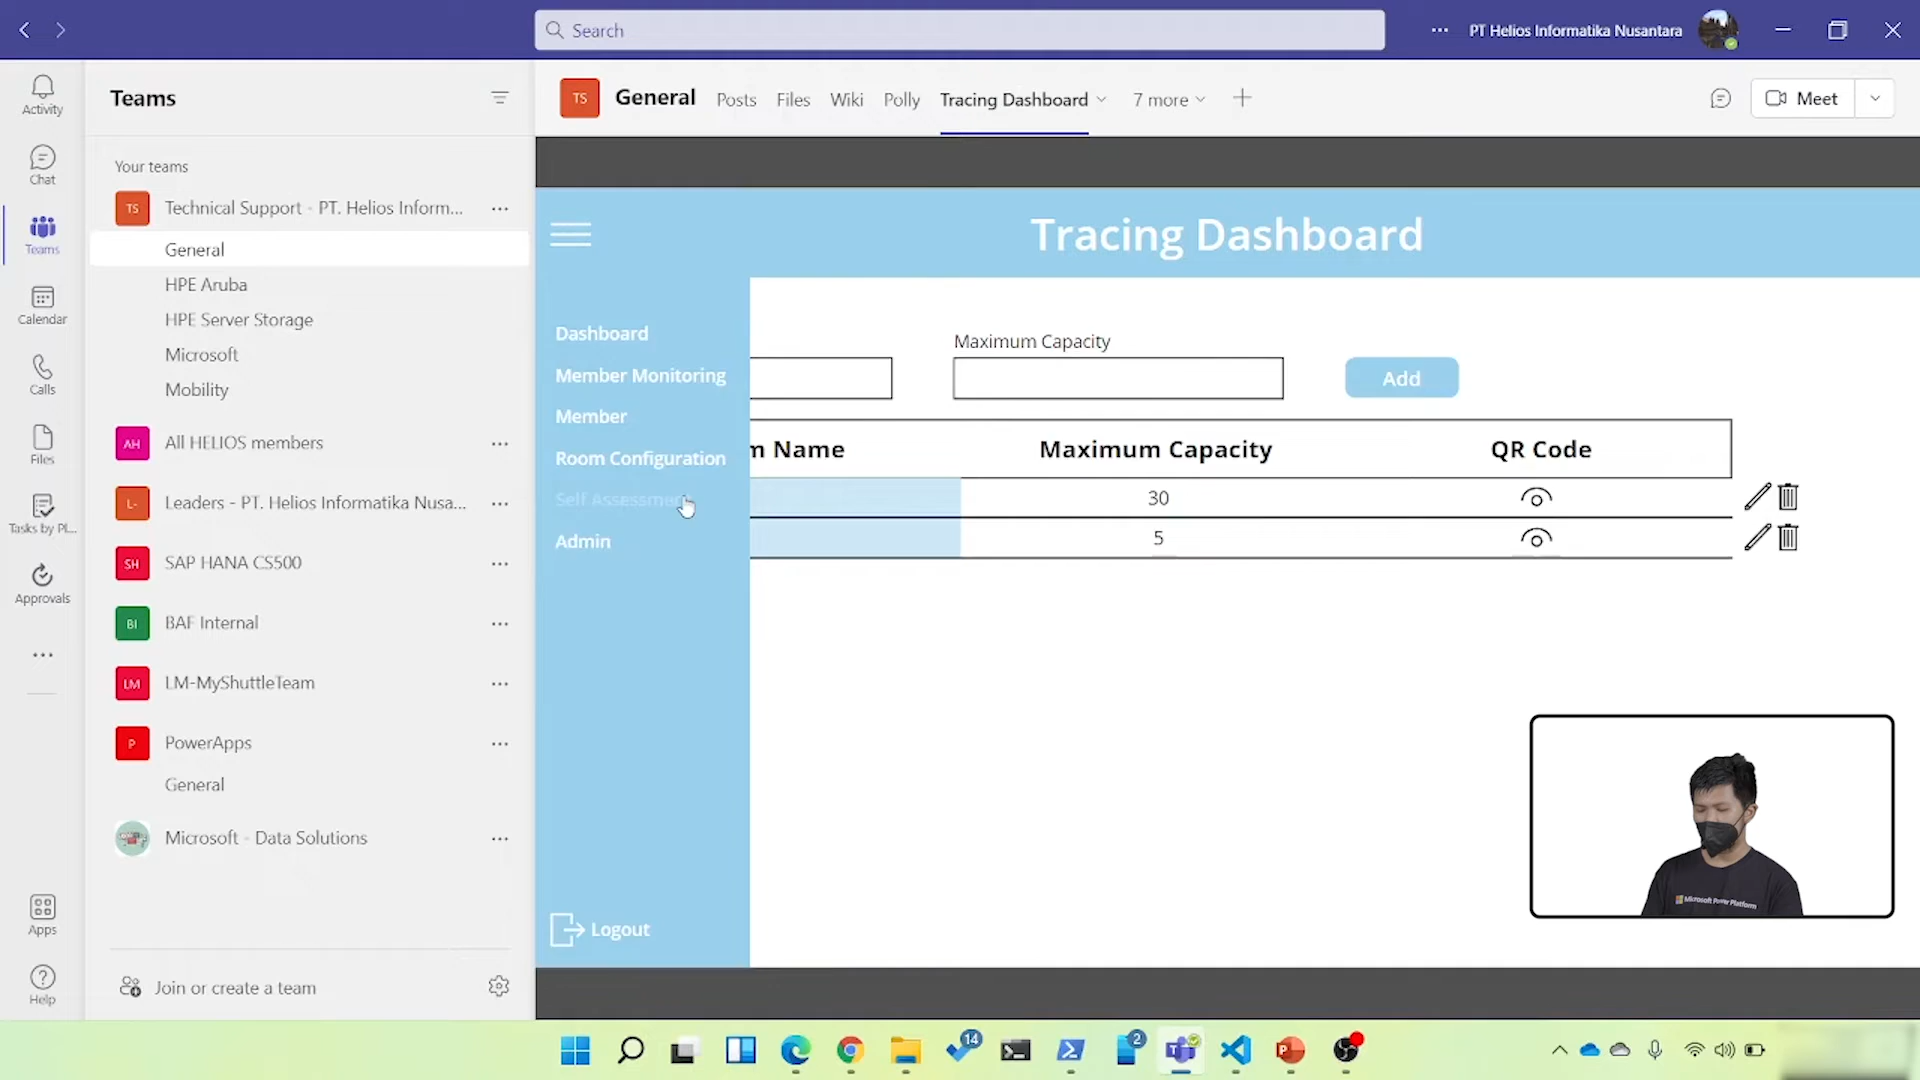 Search
PT Helios Informatika Nusantara
Activity
Chat
Teams
Calendar
Calls
Files
Tasks by Pl...
Approvals
Apps
Help
Teams
Your teams
TS Technical Support - PT. Helios Inform...
General
HPE Aruba
HPE Server Storage
Microsoft
Mobility
AH All HELIOS members
L- Leaders - PT. Helios Informatika Nusa...
SH SAP HANA CS500
BI BAF Internal
LM LM-MyShuttleTeam
P PowerApps
General
Microsoft - Data Solutions
Join or create a team
TS General Posts Files Wiki Polly Tracing Dashboard 7 more
Meet
Tracing Dashboard
Dashboard
Member Monitoring
Member
Room Configuration
Self Assessment
Admin
Logout
Maximum Capacity
Add
m Name Maximum Capacity QR Code
30
5
Microsoft Power Platform
14
2